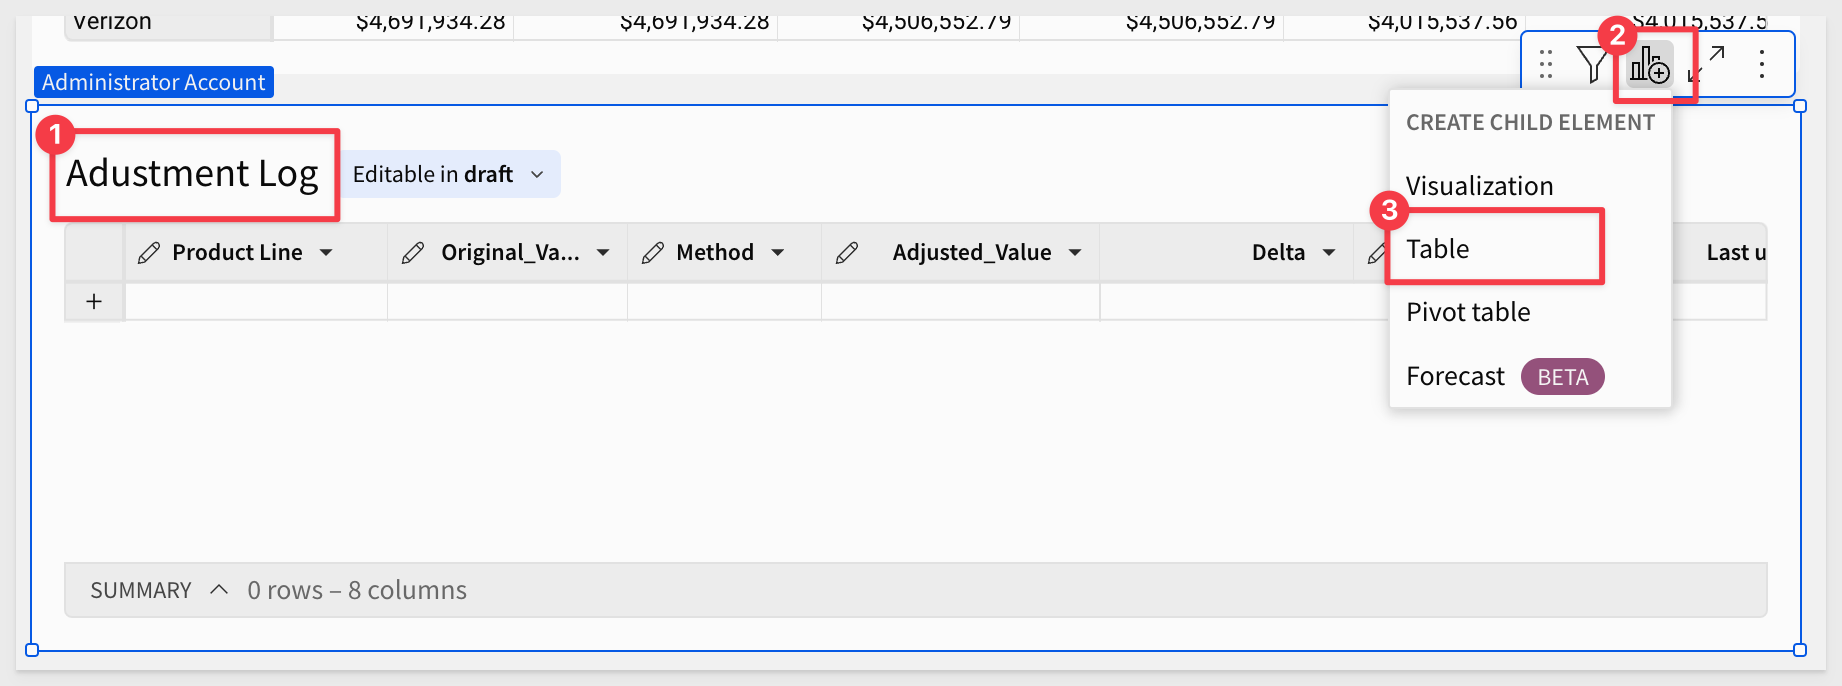 Verizon $4,691,934.28 $4,691,934.28 $4,506,552.79 $4,506,552.79 $4,015,537.56 $4,015,537.5
2
Administrator Account
CREATE CHILD ELEMENT
1
Adustment Log Editable in draft
Visualization
3
Table
Product Line Original_Va... Method Adjusted_Value Delta Last u
+
Pivot table
Forecast BETA
SUMMARY 0 rows – 8 columns